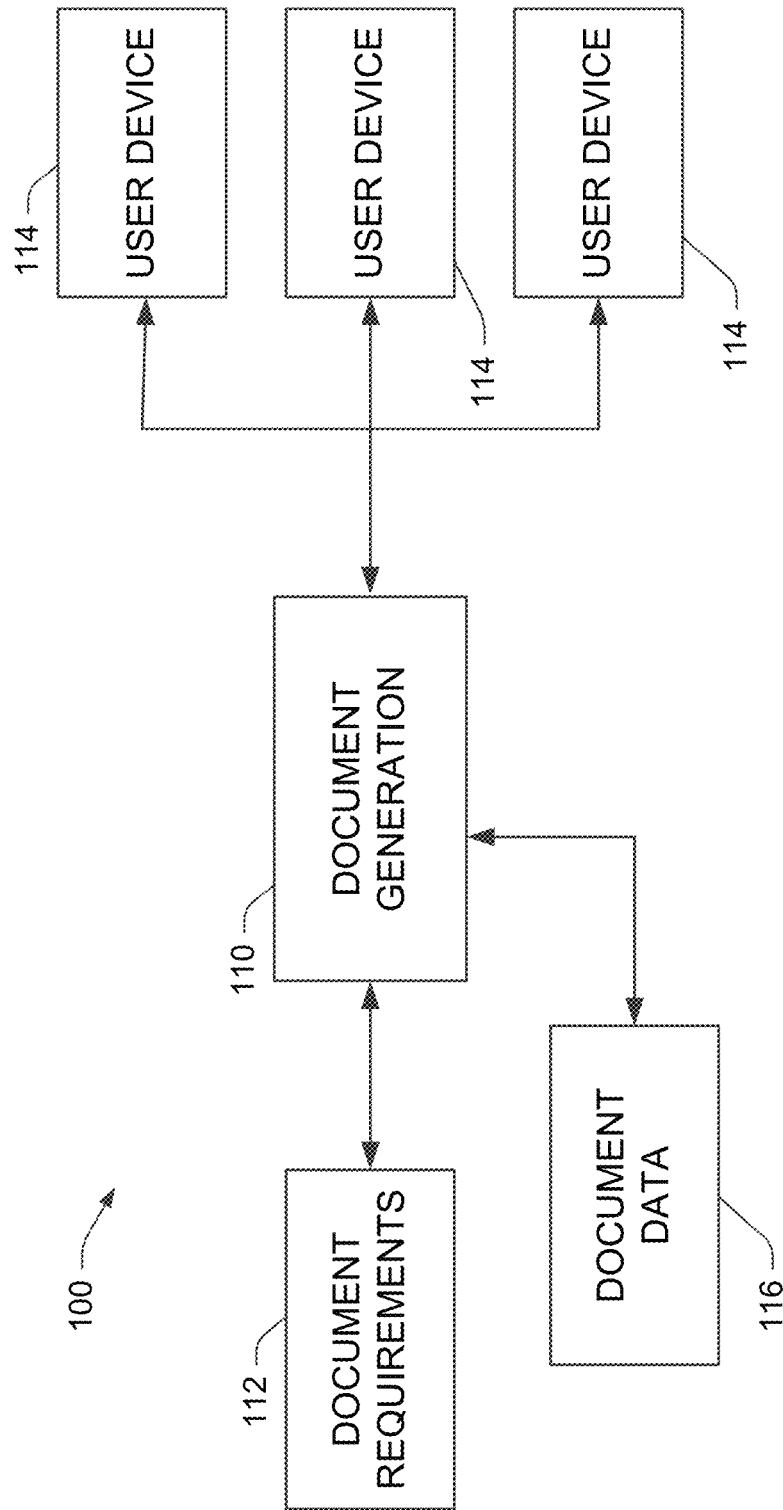 100
112
DOCUMENT
REQUIREMENTS
110
DOCUMENT
GENERATION
DOCUMENT
DATA
116
114
USER DEVICE
USER DEVICE
114
USER DEVICE
114